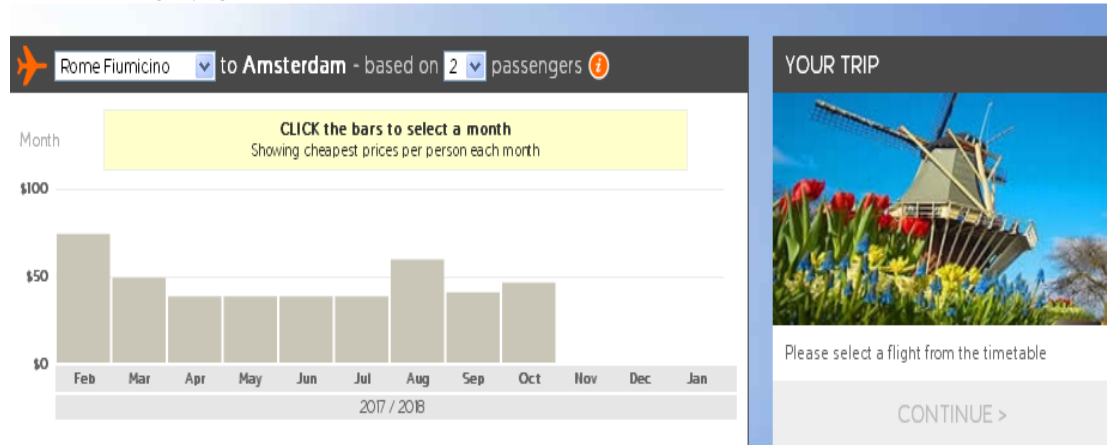 Rome Fiumicino to Amsterdam - based on 2 passengers i
YOUR TRIP
Month
CLICK the bars to select a month
Showing cheapest prices per person each month
$100
$50
$0
Feb Mar Apr May Jun Jul Aug Sep Oct Nov Dec Jan
2017 / 2018
Please select a flight from the timetable
CONTINUE >